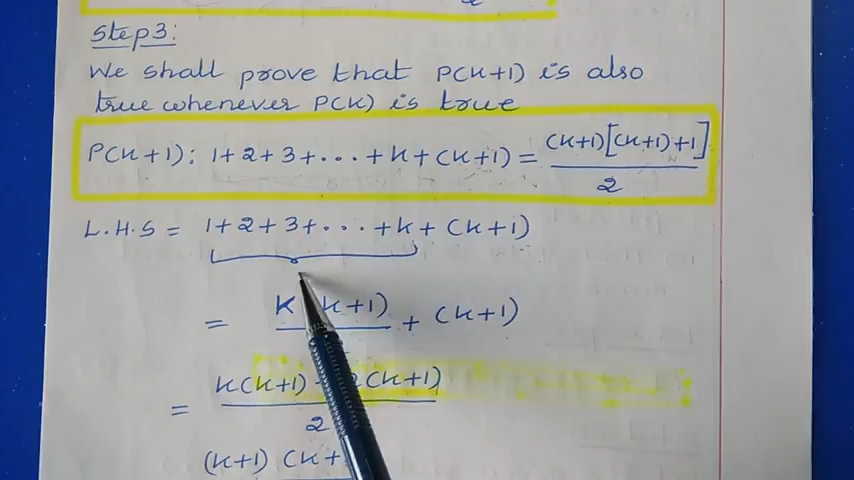 Step3:
We shall prove that P(K+1) is also
true whenever P(K) is true
P(K+1): 1+2+3+...+k+(k+1) = (k+1)[(k+1)+1]
2
L.H.S = 1+2+3+...+k+(k+1)
K k+1)
= + (k+1)
K(k+1) 2(k+1)
=
2
(k+1) (k+